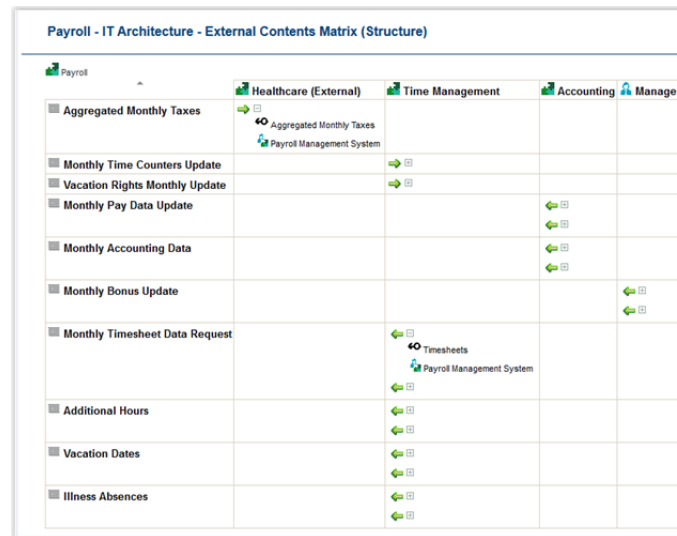 Payroll - IT Architecture - External Contents Matrix (Structure)
Payroll
Healthcare (External) Time Management Accounting Manage
Aggregated Monthly Taxes
Aggregated Monthly Taxes
Payroll Management System
Monthly Time Counters Update
Vacation Rights Monthly Update
Monthly Pay Data Update
Monthly Accounting Data
Monthly Bonus Update
Monthly Timesheet Data Request
Timesheets
Payroll Management System
Additional Hours
Vacation Dates
Illness Absences